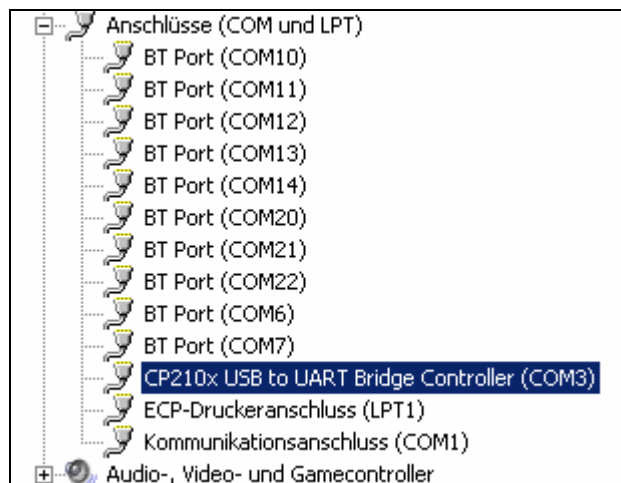 Anschlüsse (COM und LPT)
BT Port (COM10)
BT Port (COM11)
BT Port (COM12)
BT Port (COM13)
BT Port (COM14)
BT Port (COM20)
BT Port (COM21)
BT Port (COM22)
BT Port (COM6)
BT Port (COM7)
CP210x USB to UART Bridge Controller (COM3)
ECP-Druckeranschluss (LPT1)
Kommunikationsanschluss (COM1)
Audio-, Video- und Gamecontroller